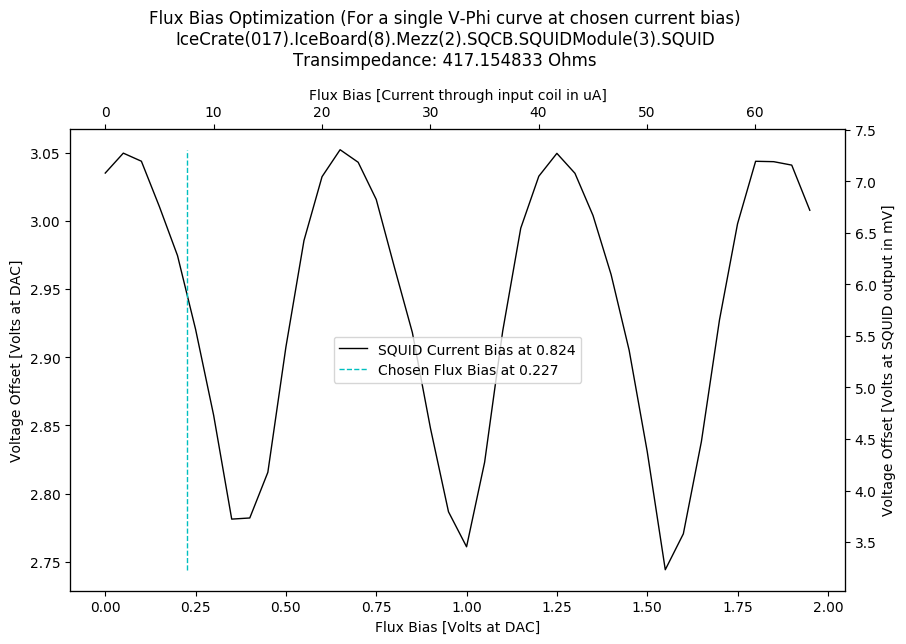 Flux Bias Optimization (For a single V-Phi curve at chosen current bias)
IceCrate(017).IceBoard(8).Mezz(2).SQCB.SQUIDModule(3).SQUID
Transimpedance: 417.154833 Ohms
Flux Bias [Current through input coil in uA]
0 10 20 30 40 50 60
Voltage Offset [Volts at DAC]
3.05
3.00
2.95
2.90
2.85
2.80
2.75
SQUID Current Bias at 0.824
Chosen Flux Bias at 0.227
7.5
7.0
6.5
6.0
5.5
5.0
4.5
4.0
3.5
Voltage Offset [Volts at SQUID output in mV]
0.00 0.25 0.50 0.75 1.00 1.25 1.50 1.75 2.00
Flux Bias [Volts at DAC]